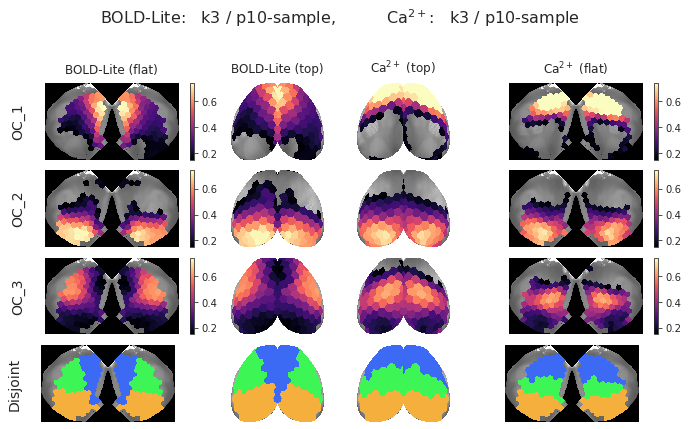 BOLD-Lite: k3 / p10-sample, Ca²⁺: k3 / p10-sample
BOLD-Lite (flat) BOLD-Lite (top) Ca²⁺ (top) Ca²⁺ (flat)
OC_1
0.6 0.6
0.4 0.4
0.2 0.2
OC_2
0.6 0.6
0.4 0.4
0.2 0.2
OC_3
0.6 0.6
0.4 0.4
0.2 0.2
Disjoint